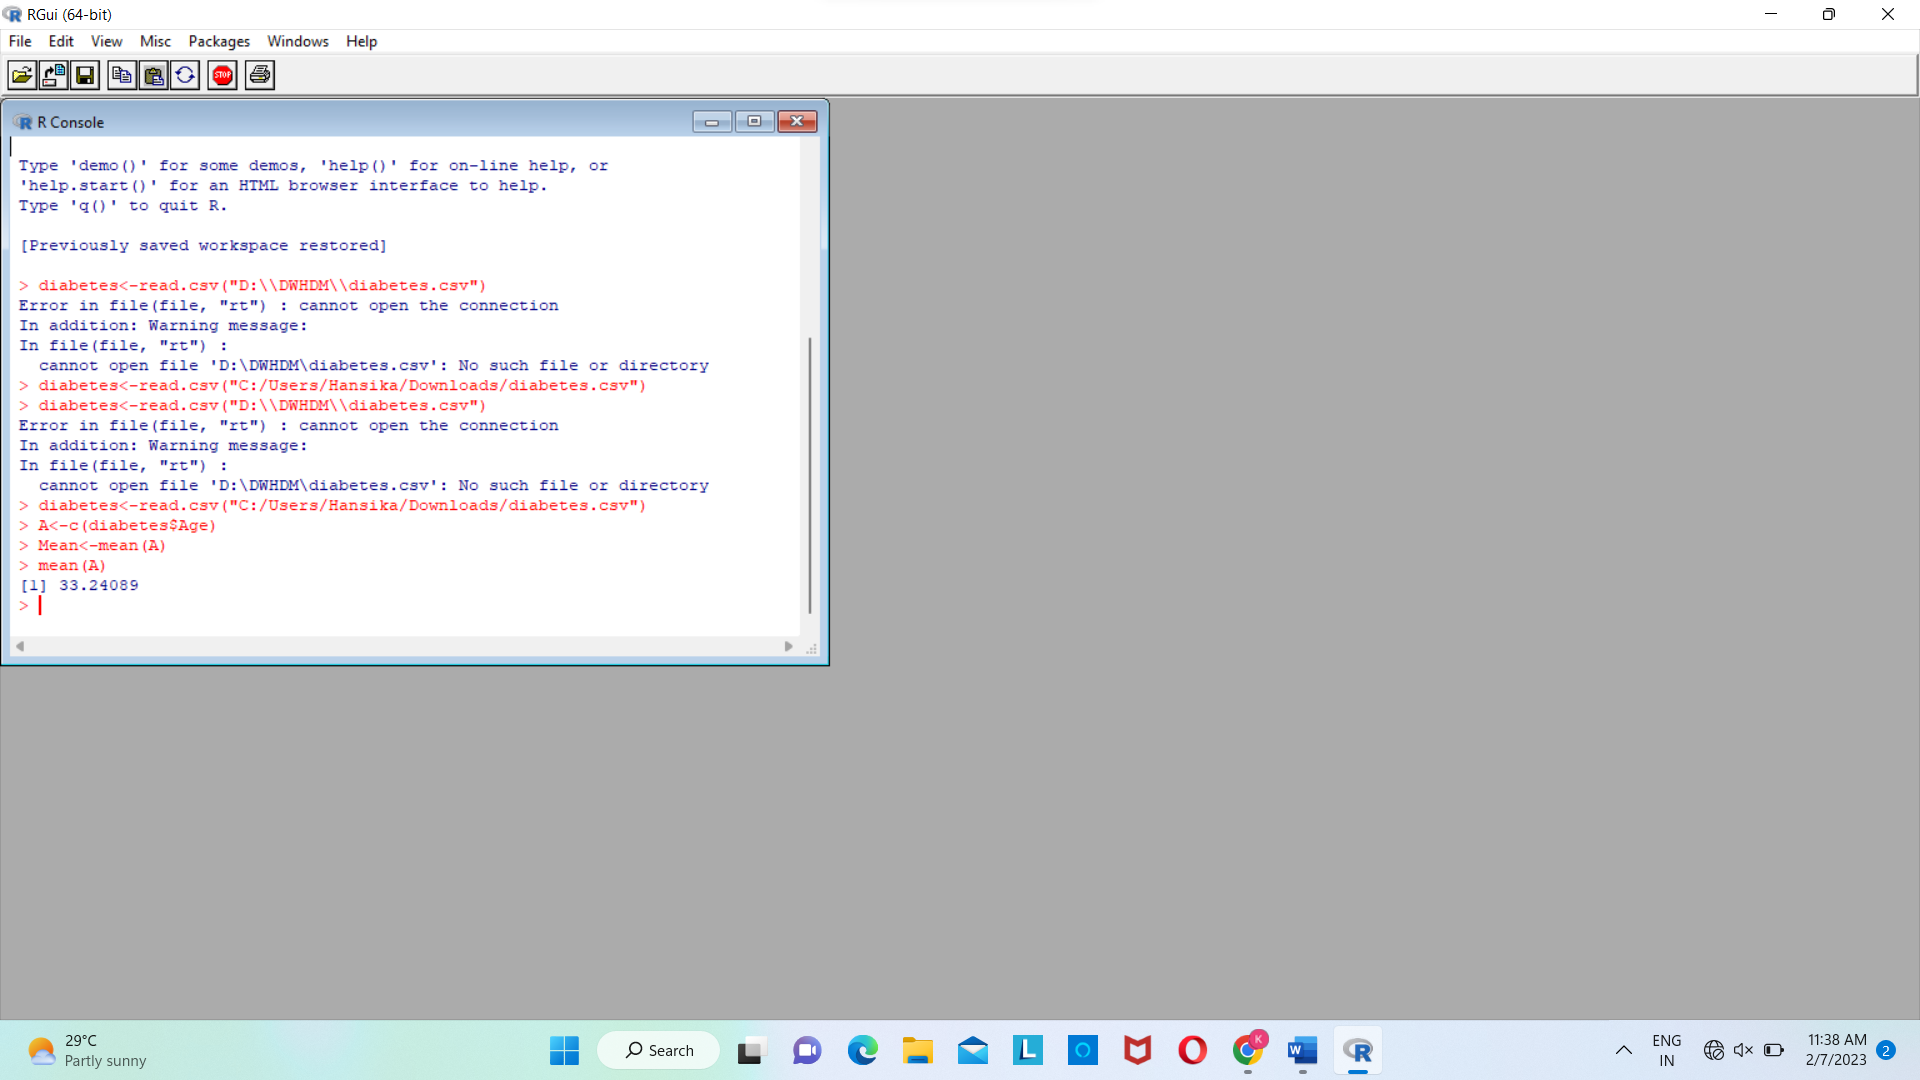 RGui (64-bit)
File Edit View Misc Packages Windows Help
STOP
R Console
Type 'demo()' for some demos, 'help()' for on-line help, or
'help.start()' for an HTML browser interface to help.
Type 'q()' to quit R.
[Previously saved workspace restored]
> diabetes<-read.csv("D:\\DWHDM\\diabetes.csv")
Error in file(file, "rt") : cannot open the connection
In addition: Warning message:
In file(file, "rt") :
  cannot open file 'D:\DWHDM\diabetes.csv': No such file or directory
> diabetes<-read.csv("C:/Users/Hansika/Downloads/diabetes.csv")
> diabetes<-read.csv("D:\\DWHDM\\diabetes.csv")
Error in file(file, "rt") : cannot open the connection
In addition: Warning message:
In file(file, "rt") :
  cannot open file 'D:\DWHDM\diabetes.csv': No such file or directory
> diabetes<-read.csv("C:/Users/Hansika/Downloads/diabetes.csv")
> A<-c(diabetes$Age)
> Mean<-mean(A)
> mean(A)
[1] 33.24089
>
29°C
Partly sunny
Search
L
K
W
R
ENG
IN
11:38 AM
2/7/2023
2